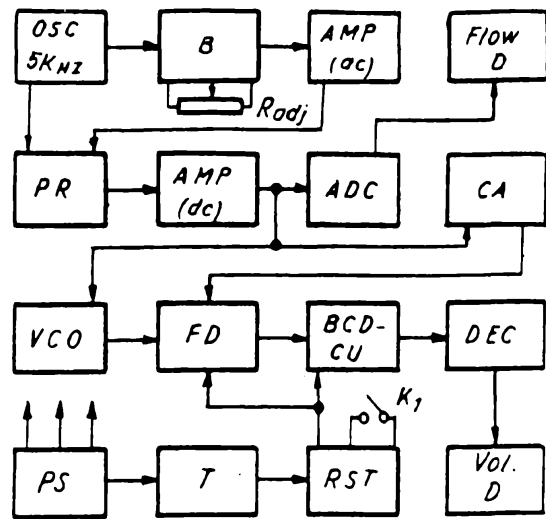 OSC
5KHZ
B
AMP
(ac)
Flow
D
Radj
PR
AMP
(dc)
ADC
CA
VCO
FD
BCD-
CU
DEC
K1
PS
T
RST
Vol.
D